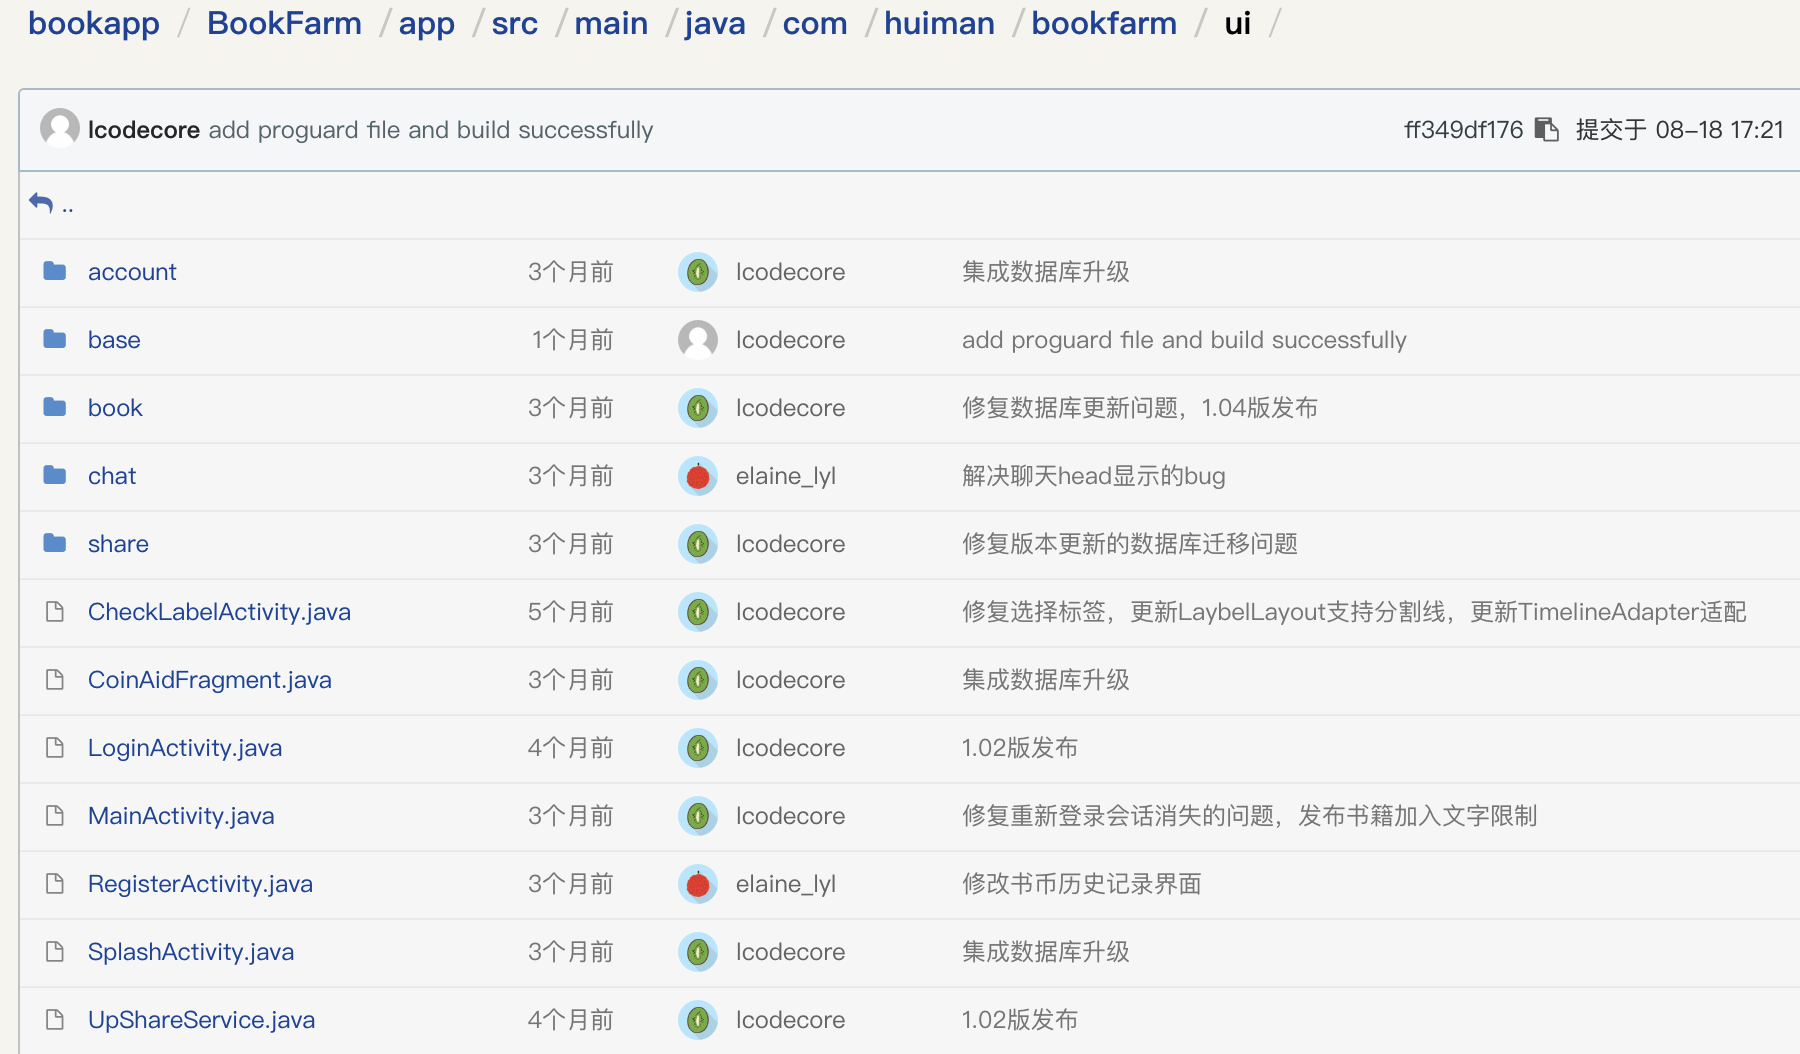 bookapp / BookFarm / app / src / main / java / com / huiman / bookfarm / ui /
lcodecore add proguard file and build successfully ff349df176 提交于 08-18 17:21
..
account 3个月前 lcodecore 集成数据库升级
base 1个月前 lcodecore add proguard file and build successfully
book 3个月前 lcodecore 修复数据库更新问题，1.04版发布
chat 3个月前 elaine_lyl 解决聊天head显示的bug
share 3个月前 lcodecore 修复版本更新的数据库迁移问题
CheckLabelActivity.java 5个月前 lcodecore 修复选择标签，更新LaybelLayout支持分割线，更新TimelineAdapter适配
CoinAidFragment.java 3个月前 lcodecore 集成数据库升级
LoginActivity.java 4个月前 lcodecore 1.02版发布
MainActivity.java 3个月前 lcodecore 修复重新登录会话消失的问题，发布书籍加入文字限制
RegisterActivity.java 3个月前 elaine_lyl 修改书币历史记录界面
SplashActivity.java 3个月前 lcodecore 集成数据库升级
UpShareService.java 4个月前 lcodecore 1.02版发布